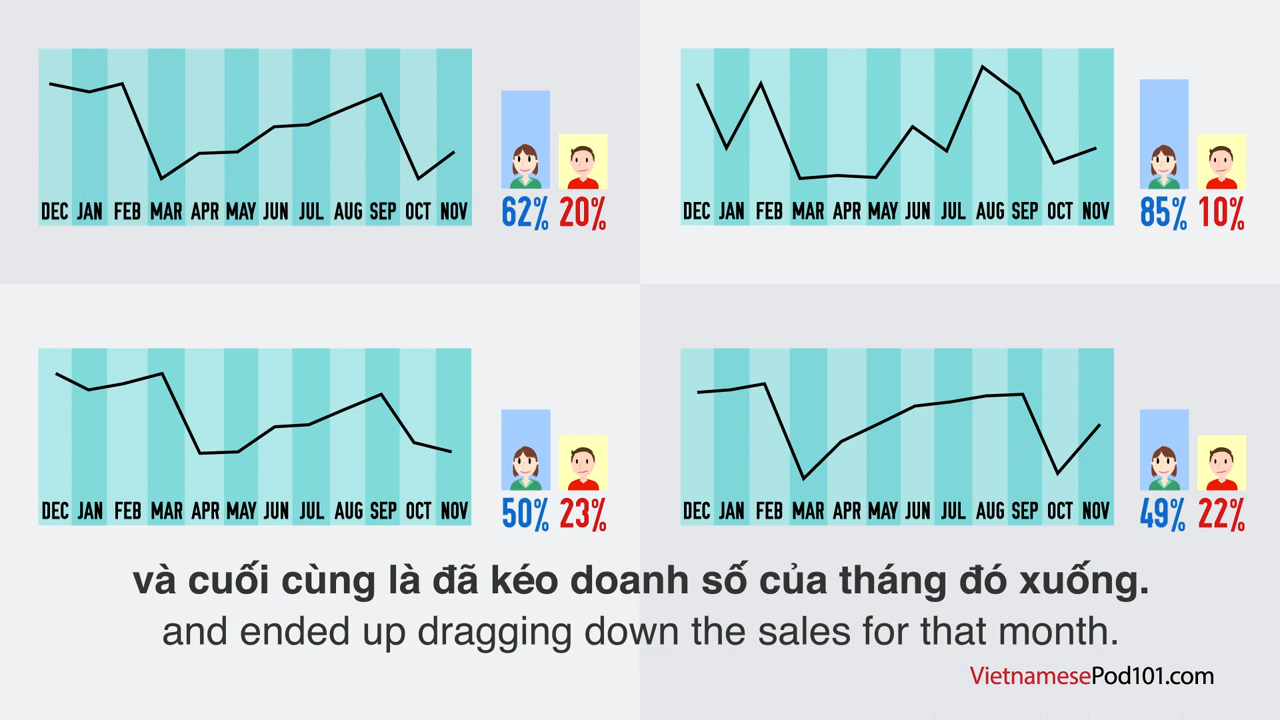 DEC JAN FEB MAR APR MAY JUN JUL AUG SEP OCT NOV
62% 20%
DEC JAN FEB MAR APR MAY JUN JUL AUG SEP OCT NOV
85% 10%
DEC JAN FEB MAR APR MAY JUN JUL AUG SEP OCT NOV
50% 23%
DEC JAN FEB MAR APR MAY JUN JUL AUG SEP OCT NOV
49% 22%
và cuối cùng là đã kéo doanh số của tháng đó xuống.
and ended up dragging down the sales for that month.
VietnamesePod101.com